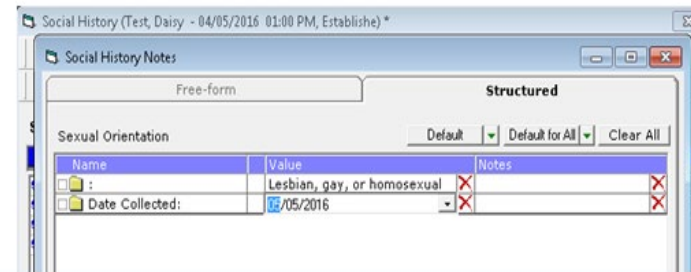 Social History (Test, Daisy - 04/05/2016 01:00 PM, Establishe) *
Social History Notes
Free-form Structured
Sexual Orientation Default Default for All Clear All
Name Value Notes
: Lesbian, gay, or homosexual
Date Collected: 05/05/2016